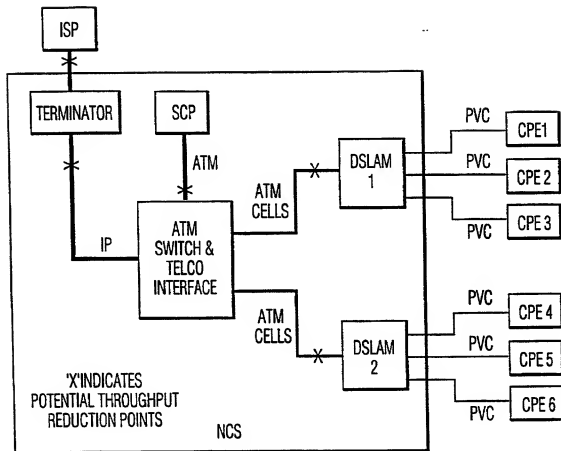 ISP
TERMINATOR
SCP
ATM
IP
ATM
SWITCH &
TELCO
INTERFACE
ATM
CELLS
ATM
CELLS
DSLAM
1
DSLAM
2
PVC
CPE1
PVC
CPE 2
CPE 3
PVC
PVC
CPE 4
PVC
CPE 5
CPE 6
PVC
"X"INDICATES
POTENTIAL THROUGHPUT
REDUCTION POINTS
NCS